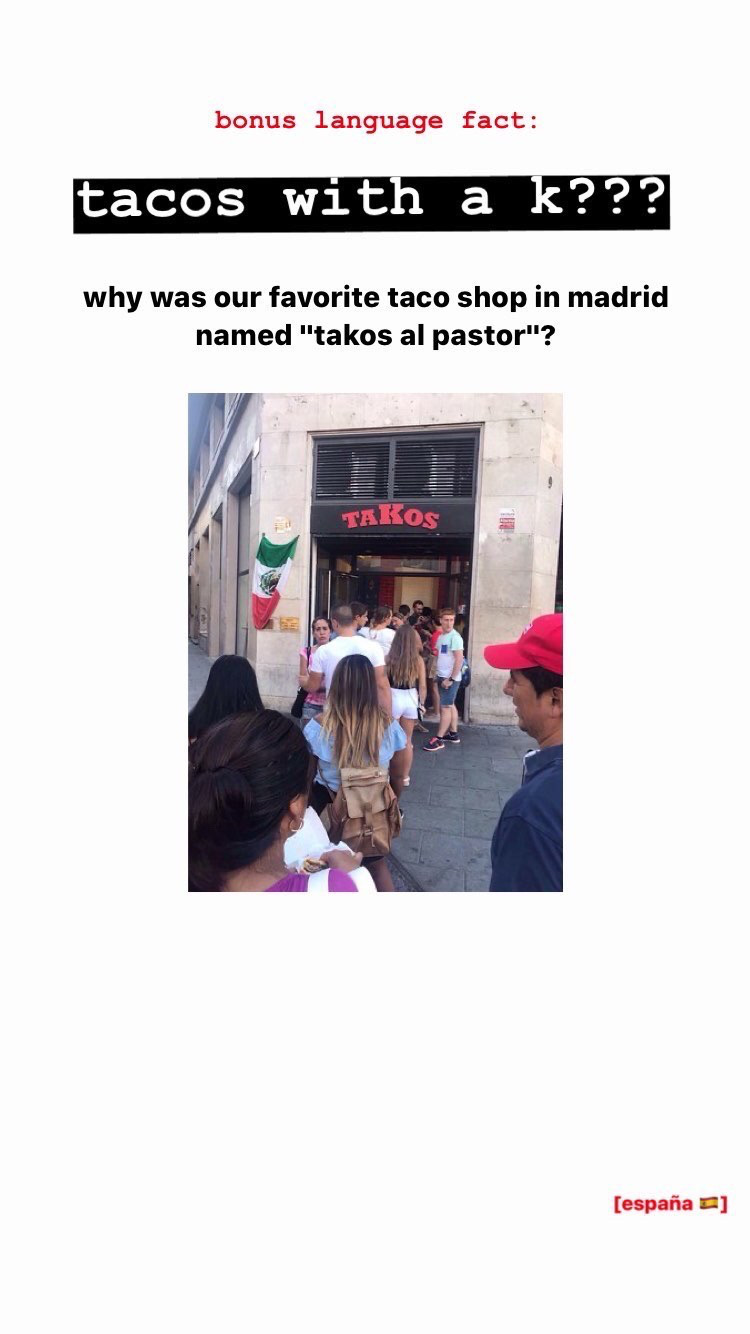 bonus language fact:
tacos with a k???
why was our favorite taco shop in madrid
named "takos al pastor"?
TAKOS
[españa 🇪🇸]